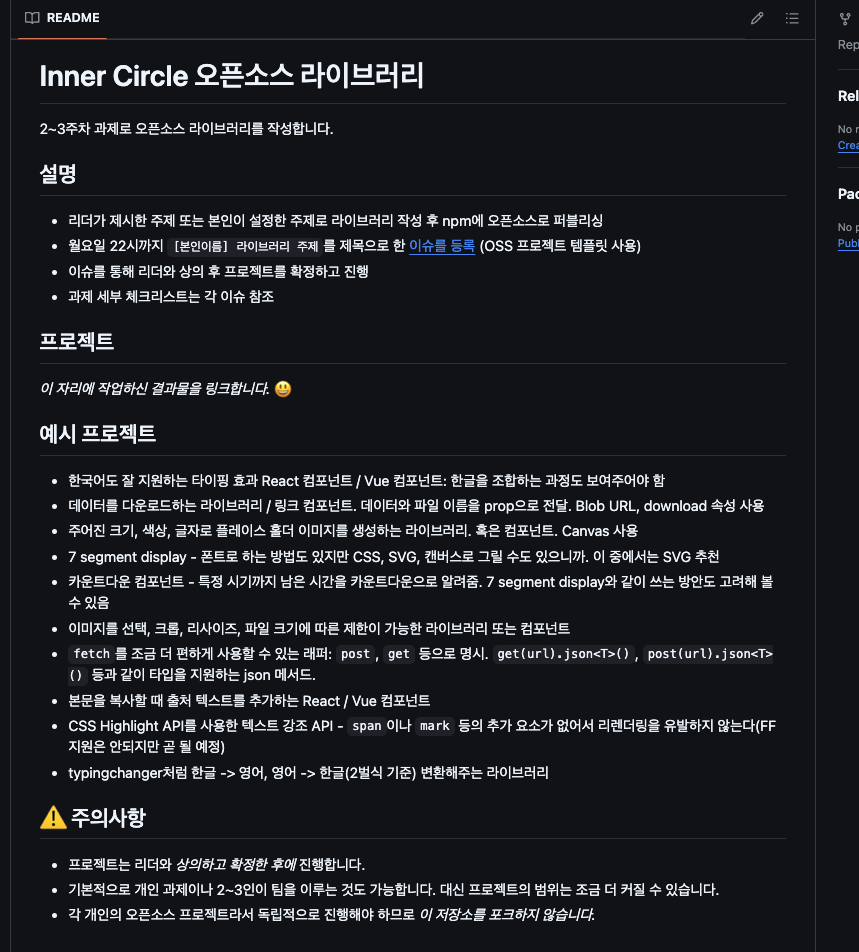 README
Rep
Inner Circle 오픈소스 라이브러리
Rel
2~3주차 과제로 오픈소스 라이브러리를 작성합니다.
No r
Crea
설명
Pac
리더가 제시한 주제 또는 본인이 설정한 주제로 라이브러리 작성 후 npm에 오픈소스로 퍼블리싱
No p
월요일 22시까지 [본인이름] 라이브러리 주제 를 제목으로 한 이슈를 등록 (OSS 프로젝트 템플릿 사용)
Publ
이슈를 통해 리더와 상의 후 프로젝트를 확정하고 진행
과제 세부 체크리스트는 각 이슈 참조
프로젝트
이 자리에 작업하신 결과물을 링크합니다. 😃
예시 프로젝트
한국어도 잘 지원하는 타이핑 효과 React 컴포넌트 / Vue 컴포넌트: 한글을 조합하는 과정도 보여주어야 함
데이터를 다운로드하는 라이브러리 / 링크 컴포넌트. 데이터와 파일 이름을 prop으로 전달. Blob URL, download 속성 사용
주어진 크기, 색상, 글자로 플레이스 홀더 이미지를 생성하는 라이브러리. 혹은 컴포넌트. Canvas 사용
7 segment display - 폰트로 하는 방법도 있지만 CSS, SVG, 캔버스로 그릴 수도 있으니까. 이 중에서는 SVG 추천
카운트다운 컴포넌트 - 특정 시기까지 남은 시간을 카운트다운으로 알려줌. 7 segment display와 같이 쓰는 방안도 고려해 볼
수 있음
이미지를 선택, 크롭, 리사이즈, 파일 크기에 따른 제한이 가능한 라이브러리 또는 컴포넌트
fetch 를 조금 더 편하게 사용할 수 있는 래퍼: post , get 등으로 명시. get(url).json<T>() , post(url).json<T>
() 등과 같이 타입을 지원하는 json 메서드.
본문을 복사할 때 출처 텍스트를 추가하는 React / Vue 컴포넌트
CSS Highlight API를 사용한 텍스트 강조 API - span 이나 mark 등의 추가 요소가 없어서 리렌더링을 유발하지 않는다(FF
지원은 안되지만 곧 될 예정)
typingchanger처럼 한글 -> 영어, 영어 -> 한글(2벌식 기준) 변환해주는 라이브러리
⚠️ 주의사항
프로젝트는 리더와 상의하고 확정한 후에 진행합니다.
기본적으로 개인 과제이나 2~3인이 팀을 이루는 것도 가능합니다. 대신 프로젝트의 범위는 조금 더 커질 수 있습니다.
각 개인의 오픈소스 프로젝트라서 독립적으로 진행해야 하므로 이 저장소를 포크하지 않습니다.